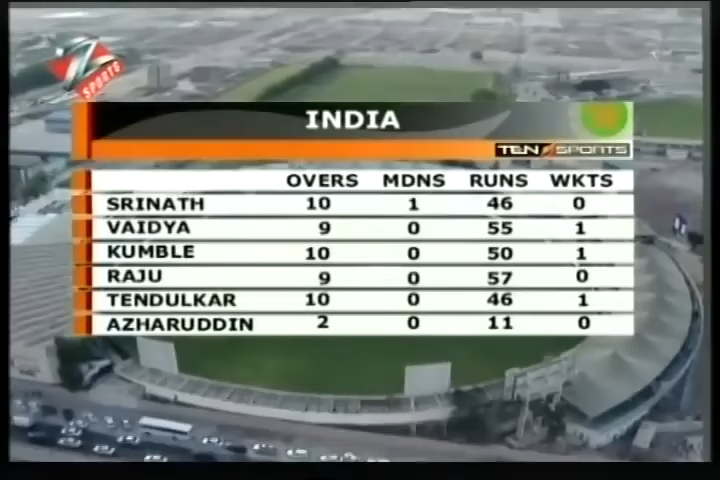 Z SPORTS
INDIA
TEN SPORTS
OVERS MDNS RUNS WKTS
SRINATH 10 1 46 0
VAIDYA 9 0 55 1
KUMBLE 10 0 50 1
RAJU 9 0 57 0
TENDULKAR 10 0 46 1
AZHARUDDIN 2 0 11 0